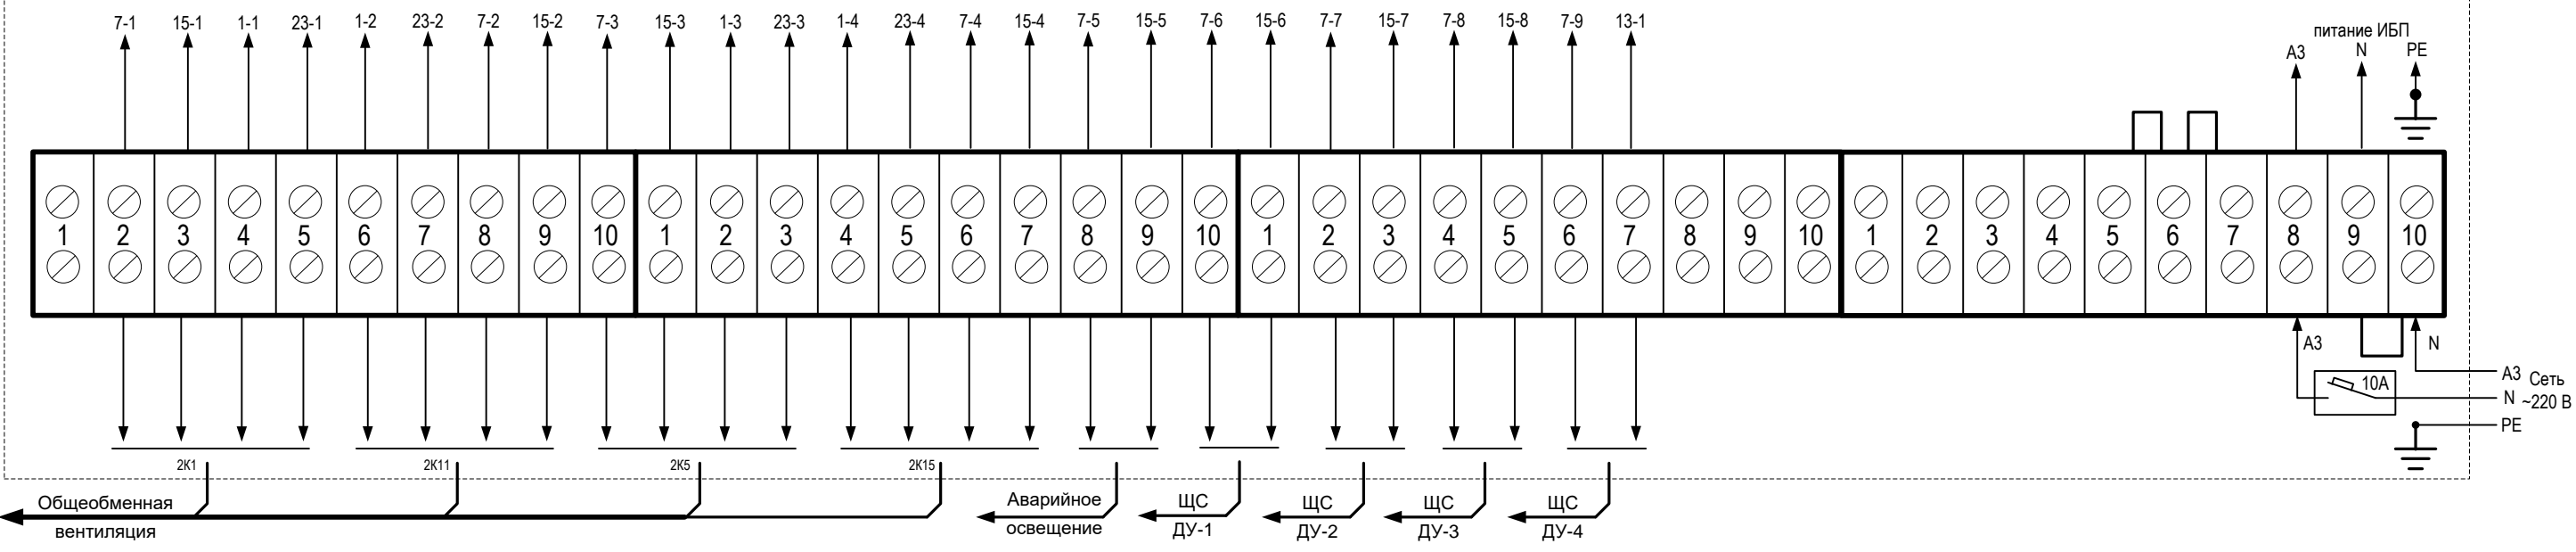 7-1 15-1 1-1 23-1 1-2 23-2 7-2 15-2 7-3 15-3 1-3 23-3 1-4 23-4 7-4 15-4 7-5 15-5 7-6 15-6 7-7 15-7 7-8 15-8 7-9 13-1
питание ИБП
А3 N PE
1 2 3 4 5 6 7 8 9 10 1 2 3 4 5 6 7 8 9 10 1 2 3 4 5 6 7 8 9 10 1 2 3 4 5 6 7 8 9 10
А3 N
10А
А3 Сеть
N ~220 В
PE
2К1 2К11 2К5 2К15
Общеобменная
вентиляция
Аварийное
освещение
ЩС
ДУ-1
ЩС
ДУ-2
ЩС
ДУ-3
ЩС
ДУ-4